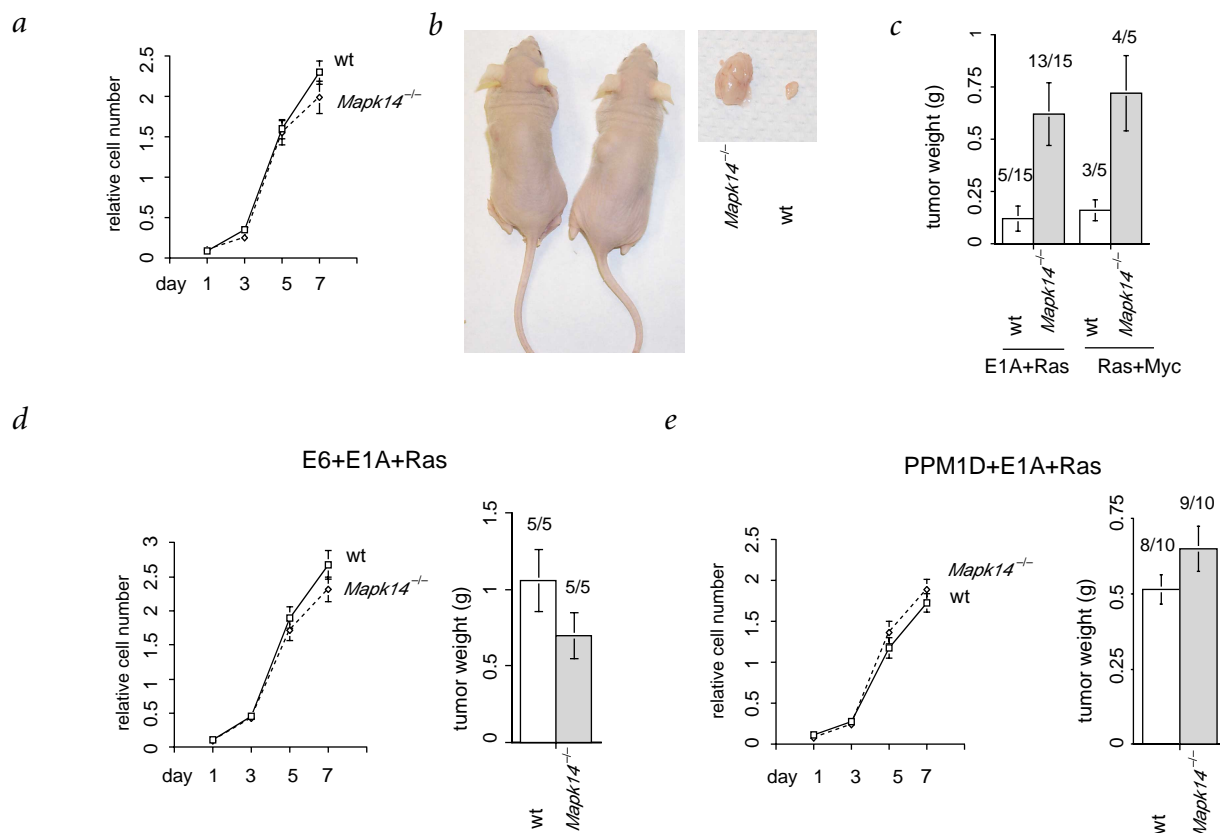 a
relative cell number
2.5
2
1.5
1
0.5
0
day 1 3 5 7
wt
Mapk14−/−
b
Mapk14−/−
wt
c
tumor weight (g)
1
0.75
0.5
0.25
0
5/15
13/15
3/5
4/5
wt
Mapk14−/−
wt
Mapk14−/−
E1A+Ras
Ras+Myc
d
E6+E1A+Ras
relative cell number
3
2.5
2
1.5
1
0.5
0
day 1 3 5 7
wt
Mapk14−/−
tumor weight (g)
1.5
1
0.5
0
5/5
5/5
wt
Mapk14−/−
e
PPM1D+E1A+Ras
relative cell number
2.5
2
1.5
1
0.5
0
day 1 3 5 7
Mapk14−/−
wt
tumor weight (g)
0.75
0.5
0.25
0
8/10
9/10
wt
Mapk14−/−